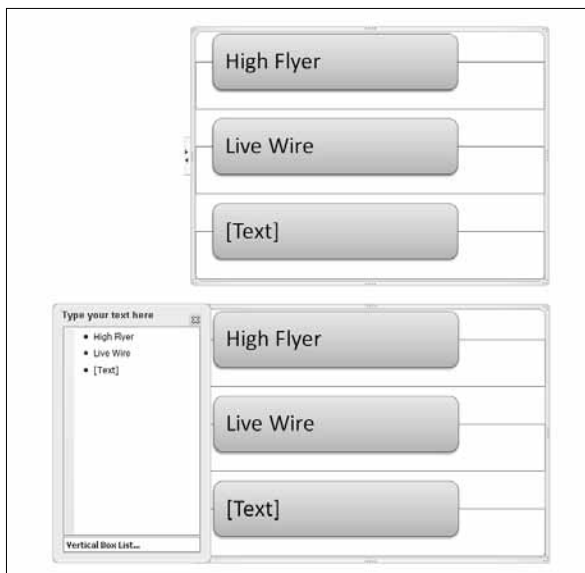 High Flyer
Live Wire
[Text]
Type your text here
• High Flyer
• Live Wire
• [Text]
Vertical Box List...
High Flyer
Live Wire
[Text]